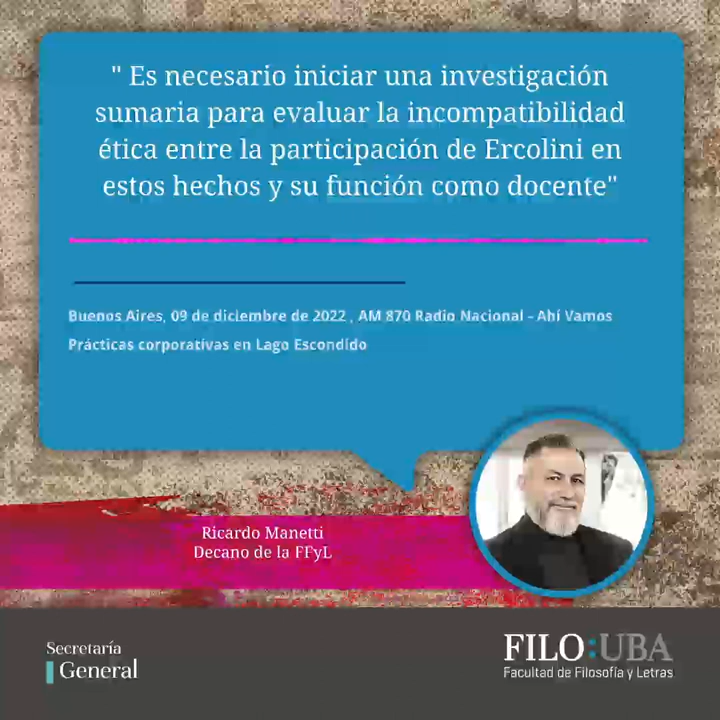 " Es necesario iniciar una investigación
sumaria para evaluar la incompatibilidad
ética entre la participación de Ercolini en
estos hechos y su función como docente"
Buenos Aires, 09 de diciembre de 2022 , AM 870 Radio Nacional - Ahí Vamos
Prácticas corporativas en Lago Escondido
Ricardo Manetti
Decano de la FFyL
Secretaría
General
FILO:UBA
Facultad de Filosofía y Letras